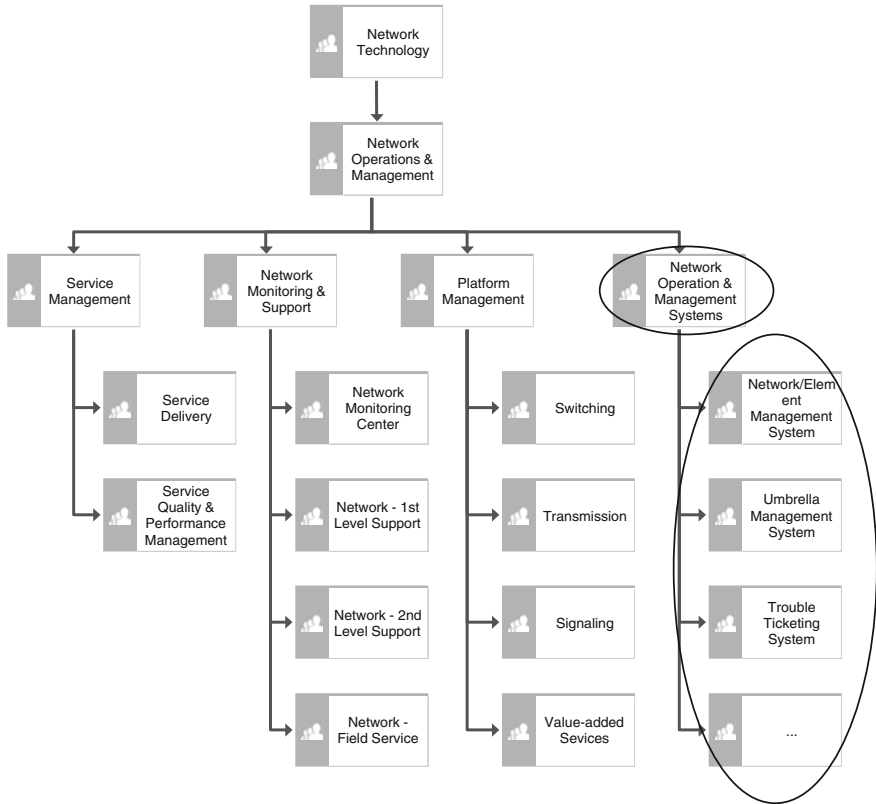 Network
Technology
Network
Operations &
Management
Service
Management
Network
Monitoring &
Support
Platform
Management
Network
Operation &
Management
Systems
Service
Delivery
Network
Monitoring
Center
Switching
Network/Elem
ent Management
System
Service
Quality &
Performance
Management
Network - 1st
Level Support
Transmission
Umbrella
Management
System
Network - 2nd
Level Support
Signaling
Trouble
Ticketing
System
Network -
Field Service
Value-added
Sevices
...